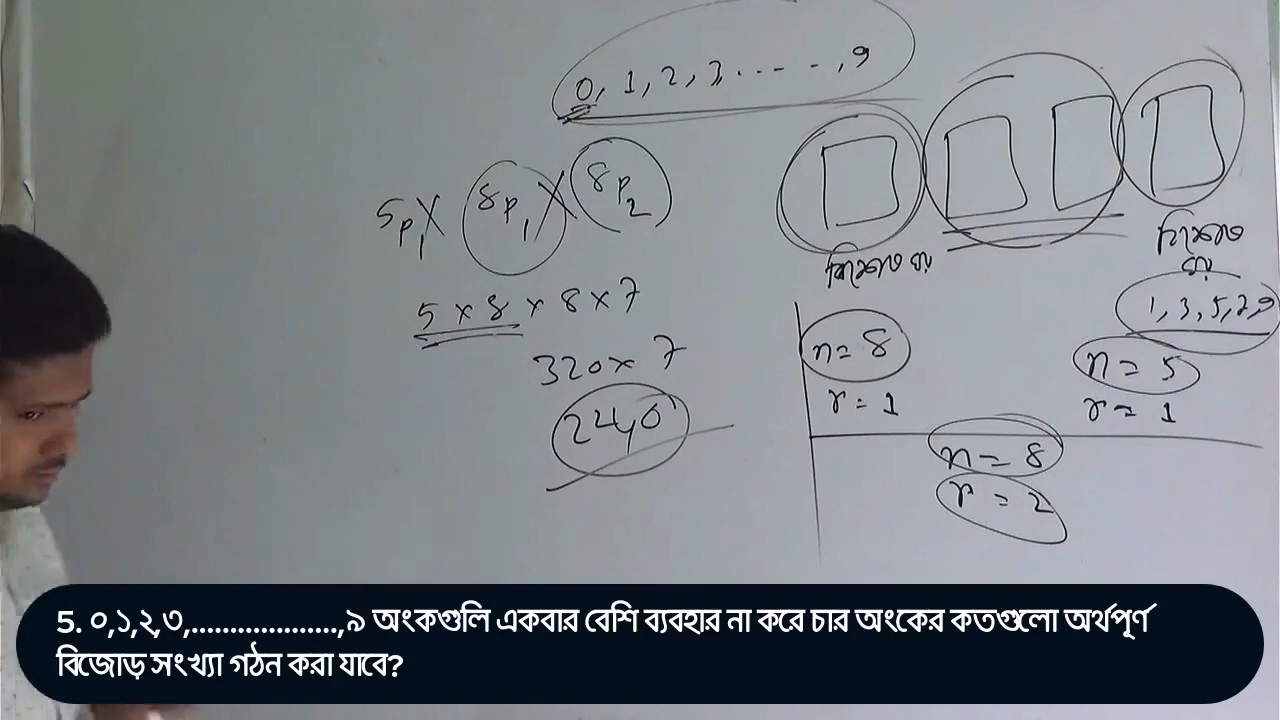 0, 1, 2, 3, ..... , 9
5P₁ × 8P₁ × 8P₂
5 × 8 × 8 × 7
320 × 7
2240
বিশেষত্ব
1, 3, 5, 7, 9
n = 8
r = 1
n = 5
r = 1
n = 8
r = 2
5. ০,১,২,৩,....................,৯ অংকগুলি একবার বেশি ব্যবহার না করে চার অংকের কতগুলো অর্থপূর্ণ
বিজোড় সংখ্যা গঠন করা যাবে?